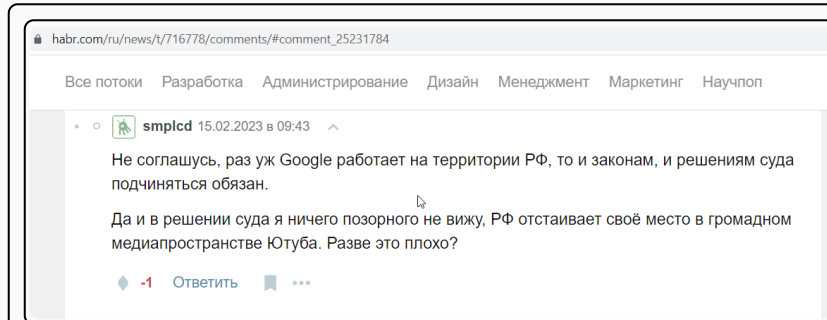 habr.com/ru/news/t/716778/comments/#comment_25231784
Все потоки Разработка Администрирование Дизайн Менеджмент Маркетинг Научпоп
smplcd 15.02.2023 в 09:43
Не соглашусь, раз уж Google работает на территории РФ, то и законам, и решениям суда
подчиняться обязан.
Да и в решении суда я ничего позорного не вижу, РФ отстаивает своё место в громадном
медиапространстве Ютуба. Разве это плохо?
-1 Ответить